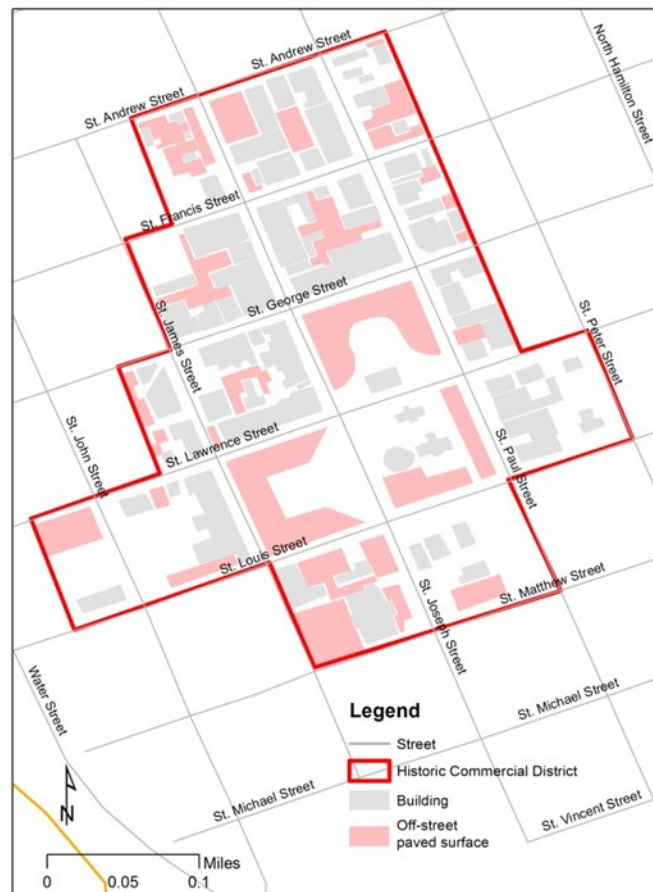 St. Andrew Street
St. Andrew Street
North Hamilton Street
St. Francis Street
St. George Street
St. James Street
St. Peter Street
St. John Street
St. Lawrence Street
St. Paul Street
St. Louis Street
St. Matthew Street
St. Joseph Street
Water Street
St. Michael Street
St. Michael Street
St. Vincent Street
Legend
Street
Historic Commercial District
Building
Off-street
paved surface
N
Miles
0 0.05 0.1